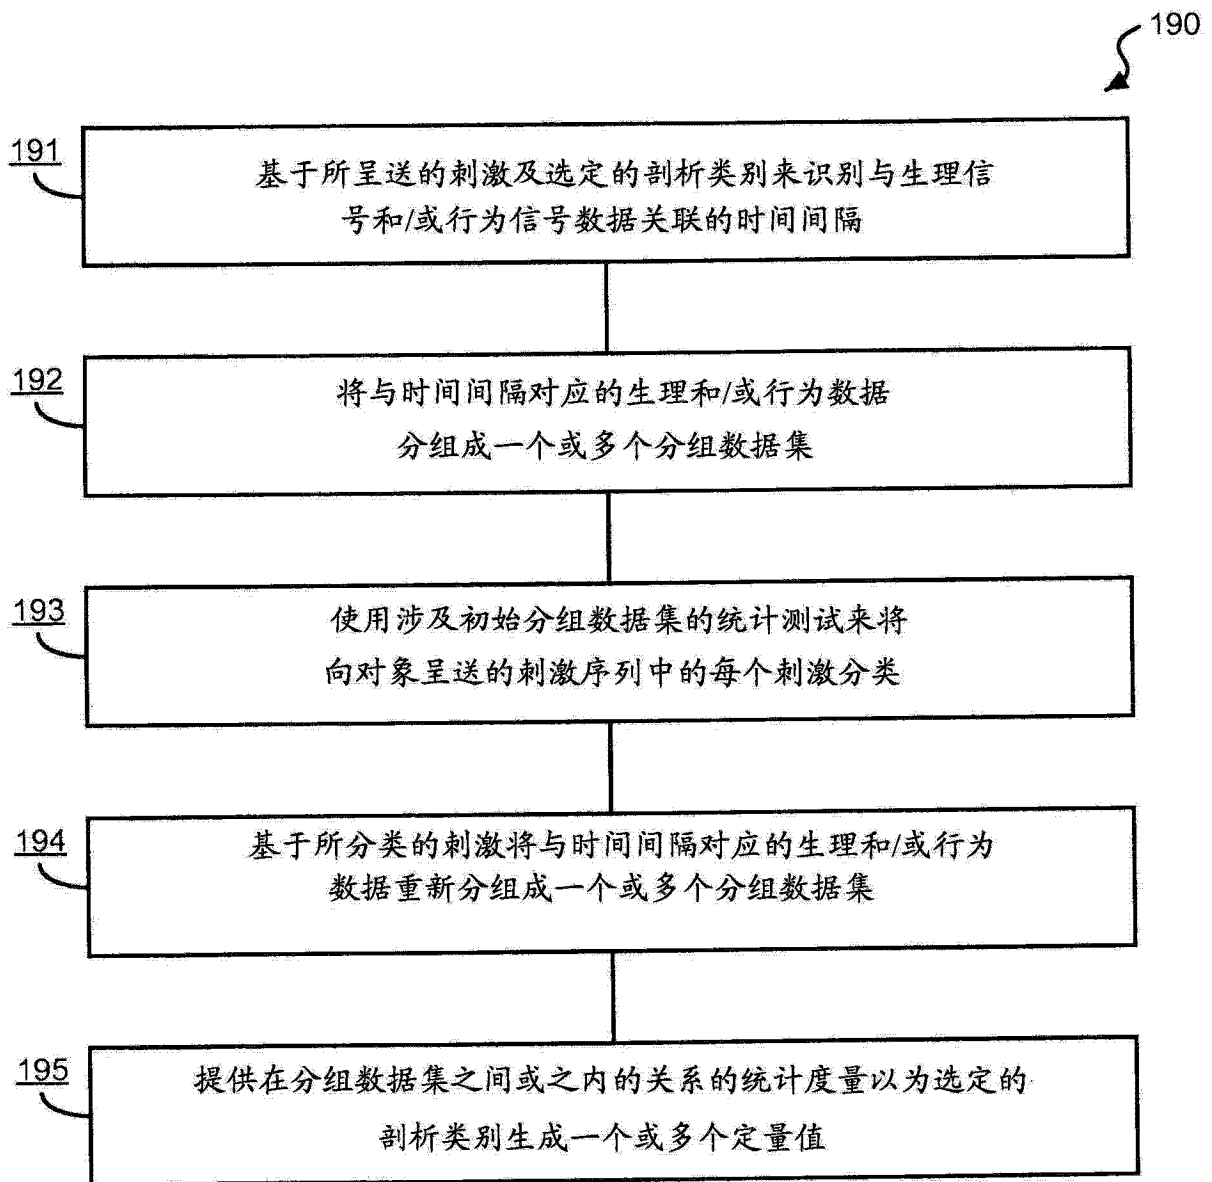 190
191
基于所呈送的刺激及选定的剖析类别来识别与生理信
号和/或行为信号数据关联的时间间隔
192
将与时间间隔对应的生理和/或行为数据
分组成一个或多个分组数据集
193
使用涉及初始分组数据集的统计测试来将
向对象呈送的刺激序列中的每个刺激分类
194
基于所分类的刺激将与时间间隔对应的生理和/或行为
数据重新分组成一个或多个分组数据集
195
提供在分组数据集之间或之内的关系的统计度量以为选定的
剖析类别生成一个或多个定量值